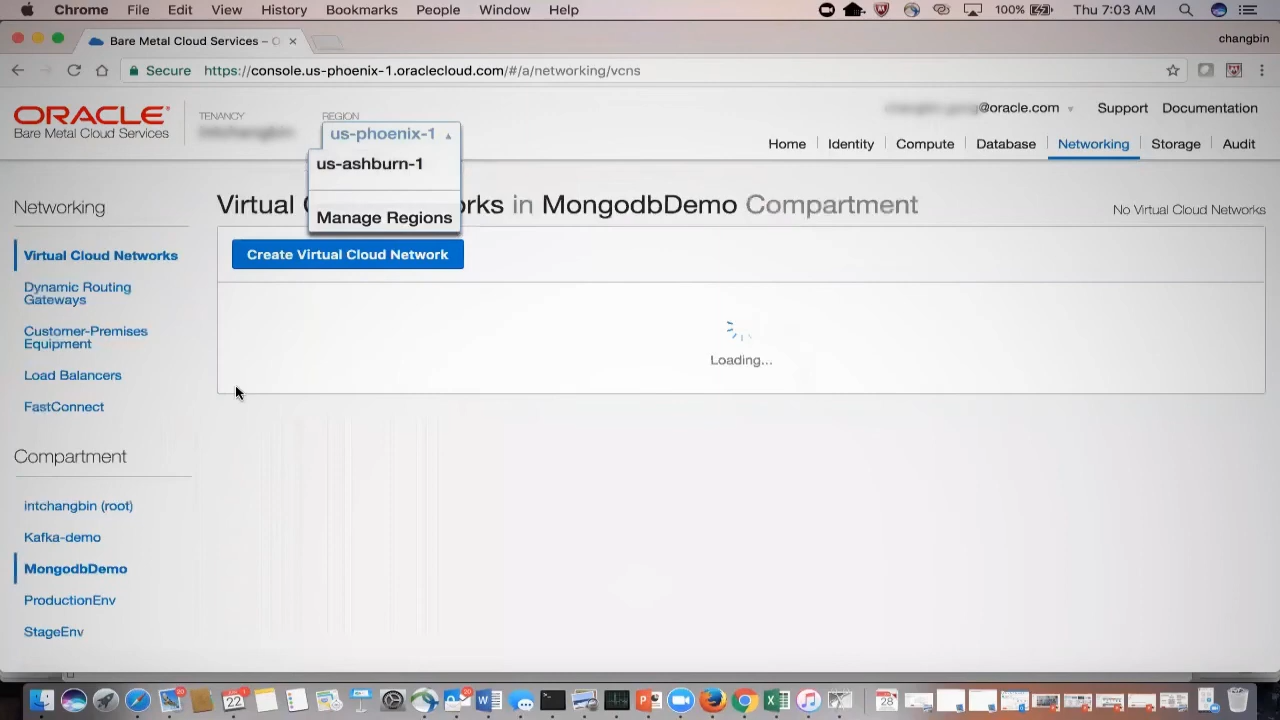 Chrome File Edit View History Bookmarks People Window Help 100% Thu 7:03 AM
Bare Metal Cloud Services – changbin
Secure https://console.us-phoenix-1.oraclecloud.com/#/a/networking/vcns
ORACLE
Bare Metal Cloud Services
TENANCY
REGION
us-phoenix-1
us-ashburn-1
Manage Regions
@oracle.com Support Documentation
Home Identity Compute Database Networking Storage Audit
Networking
Virtual Cloud Networks
Dynamic Routing
Gateways
Customer-Premises
Equipment
Load Balancers
FastConnect
Compartment
intchangbin (root)
Kafka-demo
MongodbDemo
ProductionEnv
StageEnv
Virtual rks in MongodbDemo Compartment
No Virtual Cloud Networks
Create Virtual Cloud Network
Loading...